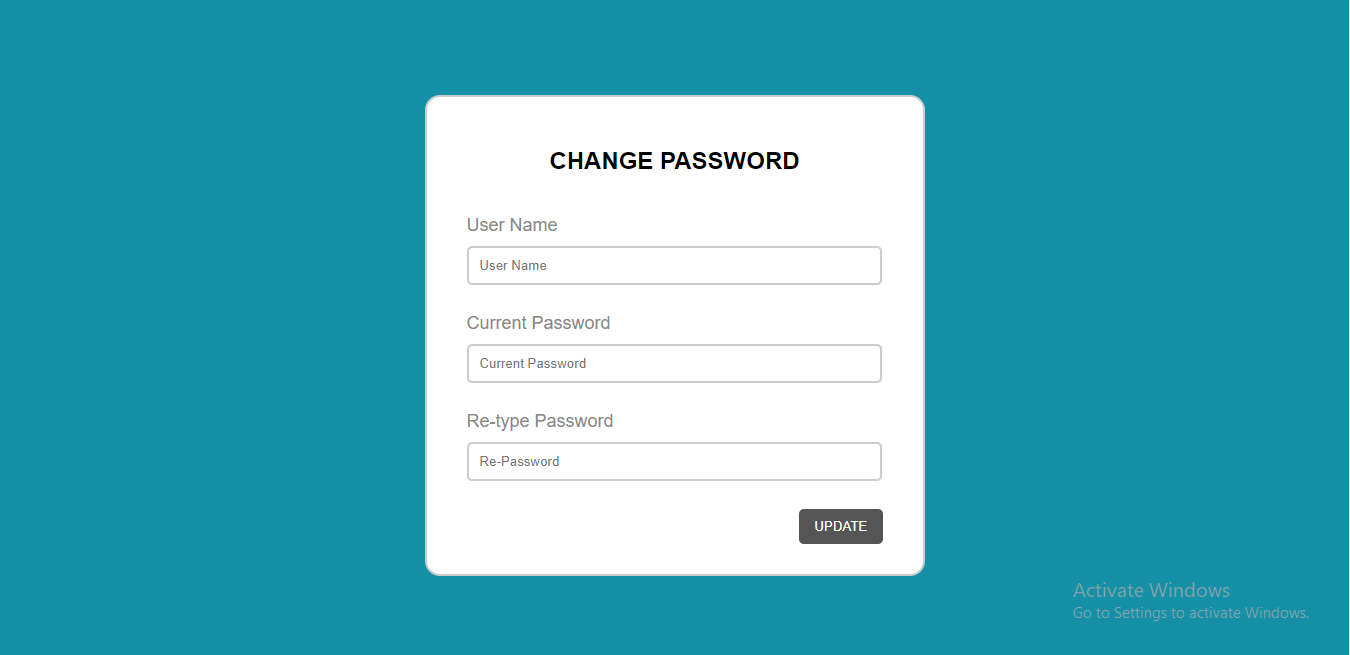 CHANGE PASSWORD
User Name
User Name
Current Password
Current Password
Re-type Password
Re-Password
UPDATE
Activate Windows
Go to Settings to activate Windows.